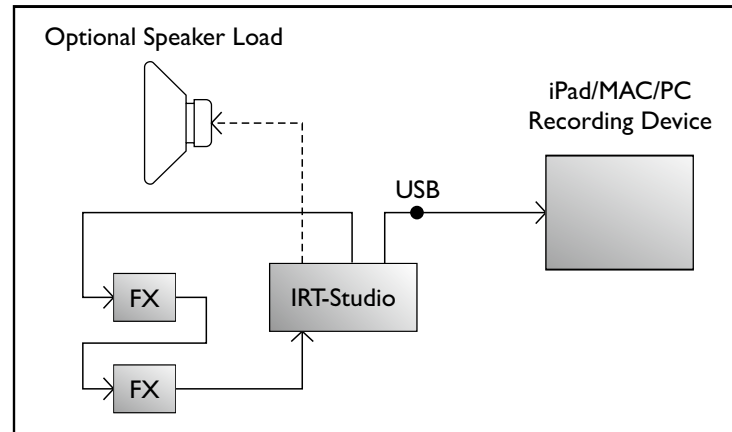 Optional Speaker Load
iPad/MAC/PC
Recording Device
USB
IRT-Studio
FX
FX